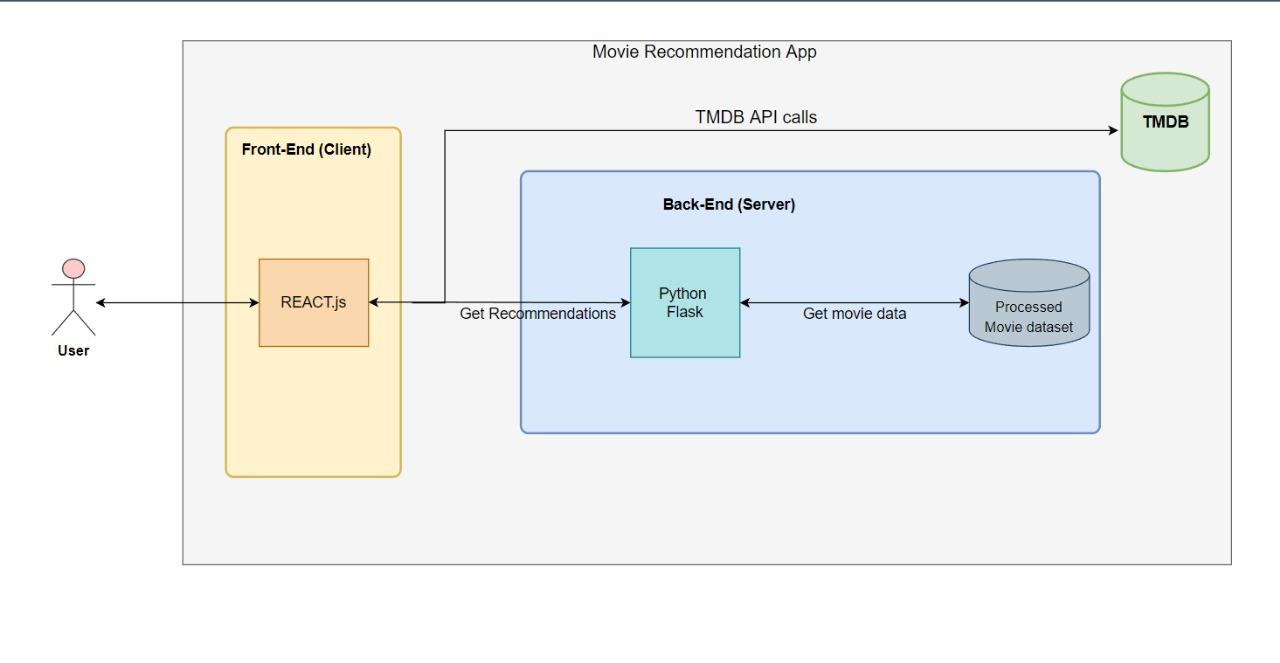 Movie Recommendation App
TMDB API calls
TMDB
Front-End (Client)
Back-End (Server)
REACT.js
Python
Flask
Get Recommendations
Get movie data
Processed
Movie dataset
User